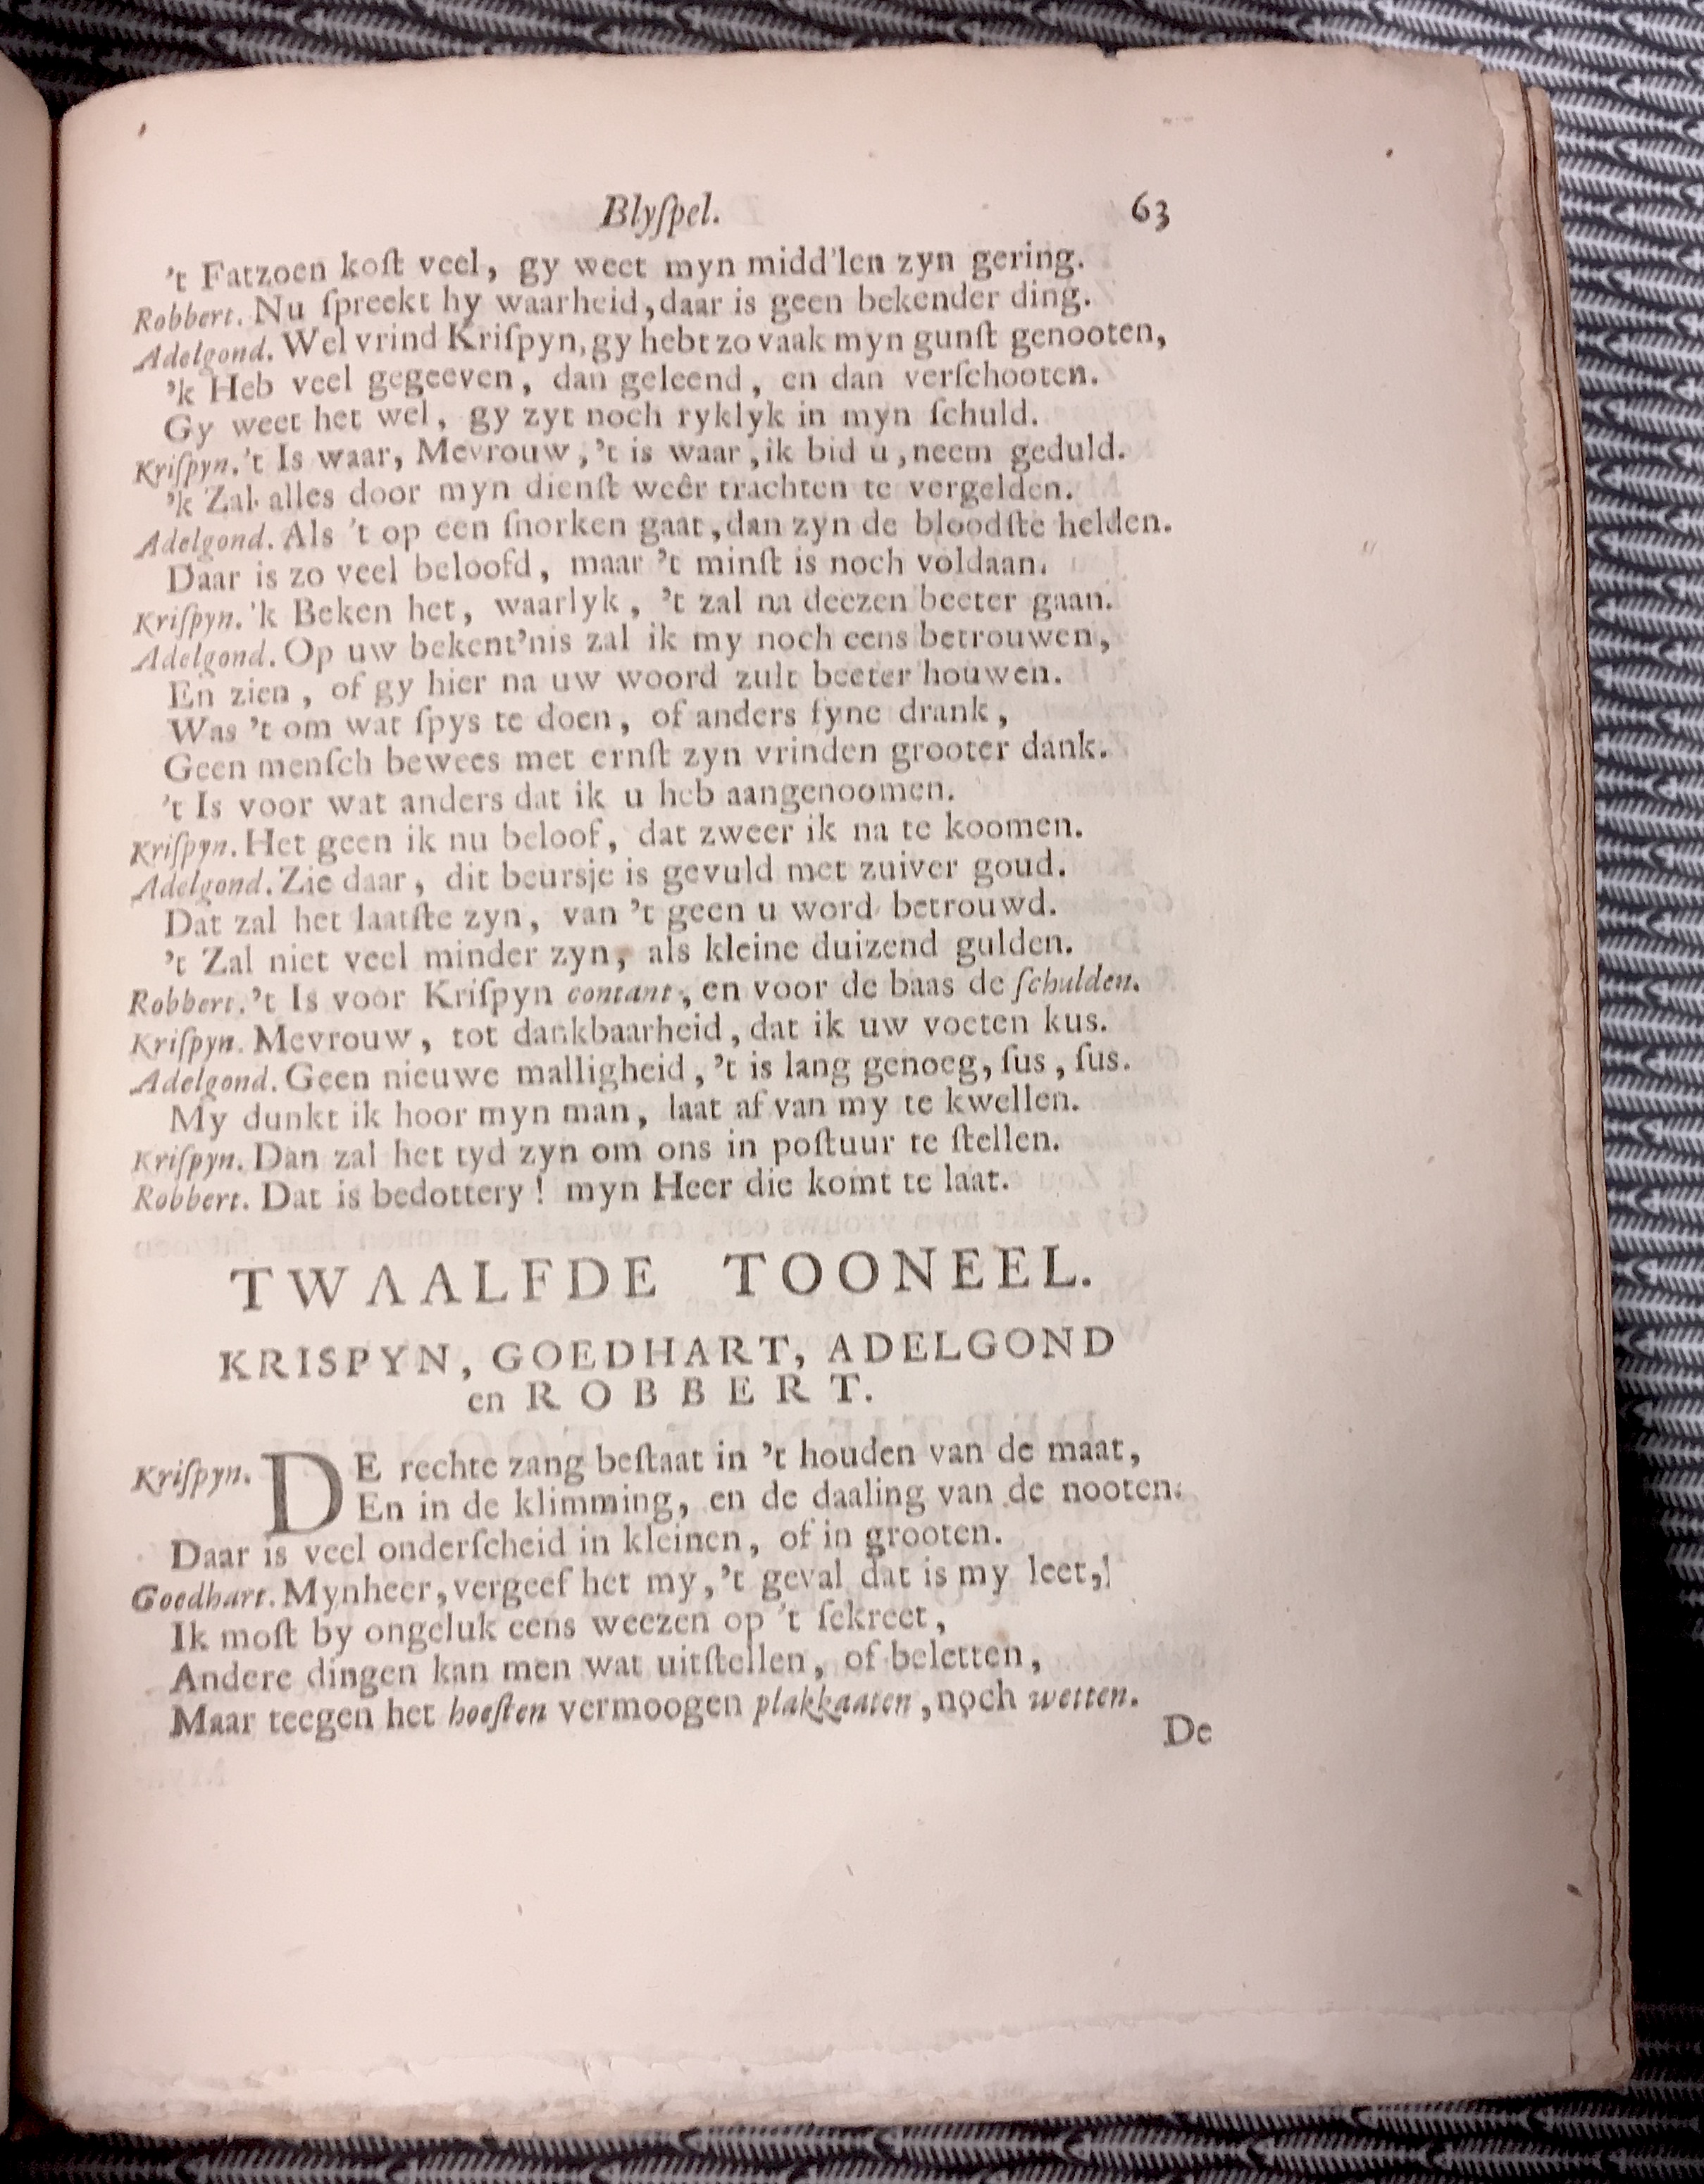 Blyſpel. 63
't Fatzoen koſt veel, gy weet myn midd'len zyn gering.
Robbert. Nu ſpreekt hy waarheid, daar is geen bekender ding.
Adelgond. Wel vrind Kriſpyn, gy hebt zo vaak myn gunſt genooten,
'k Heb veel gegeeven, dan geleend, en dan verſchooten.
Gy weet het wel, gy zyt noch ryklyk in myn ſchuld.
Kriſpyn. 't Is waar, Mevrouw, 't is waar, ik bid u, neem geduld.
'k Zal alles door myn dienſt weêr trachten te vergelden.
Adelgond. Als 't op een ſnorken gaat, dan zyn de bloodſte helden.
Daar is zo veel beloofd, maar 't minſt is noch voldaan.
Kriſpyn. 'k Beken het, waarlyk, 't zal na deezen beeter gaan.
Adelgond. Op uw bekent'nis zal ik my noch eens betrouwen,
En zien, of gy hier na uw woord zult beeter houwen.
Was 't om wat ſpys te doen, of anders fyne drank,
Geen menſch bewees met ernſt zyn vrinden grooter dank.
't Is voor wat anders dat ik u heb aangenoomen.
Kriſpyn. Het geen ik nu beloof, dat zweer ik na te koomen.
Adelgond. Zie daar, dit beursje is gevuld met zuiver goud.
Dat zal het laatſte zyn, van 't geen u word betrouwd.
't Zal niet veel minder zyn, als kleine duizend gulden.
Robbert. 't Is voor Kriſpyn contant, en voor de baas de ſchulden.
Kriſpyn. Mevrouw, tot dankbaarheid, dat ik uw voeten kus.
Adelgond. Geen nieuwe malligheid, 't is lang genoeg, ſus, ſus.
My dunkt ik hoor myn man, laat af van my te kwellen.
Kriſpyn. Dan zal het tyd zyn om ons in poſtuur te ſtellen.
Robbert. Dat is bedottery! myn Heer die komt te laat.
TWAALFDE TOONEEL.
KRISPYN, GOEDHART, ADELGOND
en ROBBERT.
Kriſpyn. DE rechte zang beſtaat in 't houden van de maat,
En in de klimming, en de daaling van de nooten.
Daar is veel onderſcheid in kleinen, of in grooten.
Goedhart. Mynheer, vergeef het my, 't geval dat is my leet,
Ik moſt by ongeluk eens weezen op 't ſekreet,
Andere dingen kan men wat uitſtellen, of beletten,
Maar teegen het hoeſten vermoogen plakkaaten, noch wetten.
De